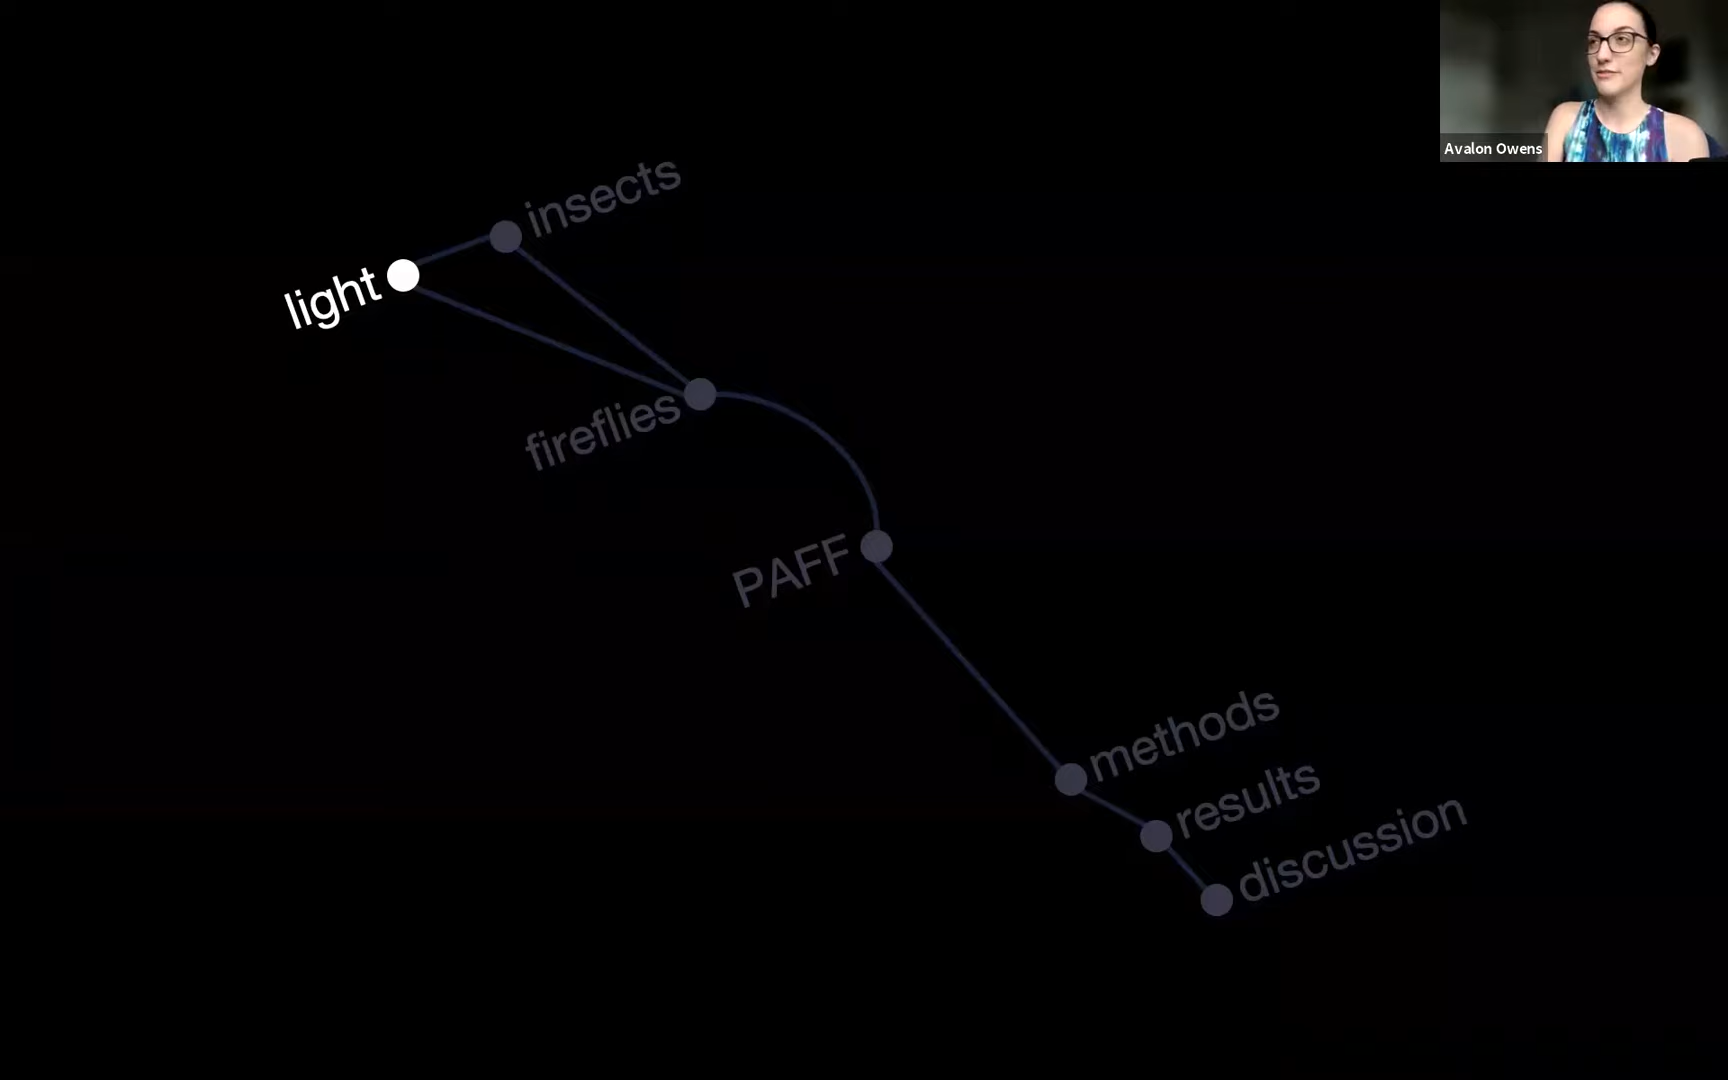 Avalon Owens
insects
light
fireflies
PAFF
methods
results
discussion